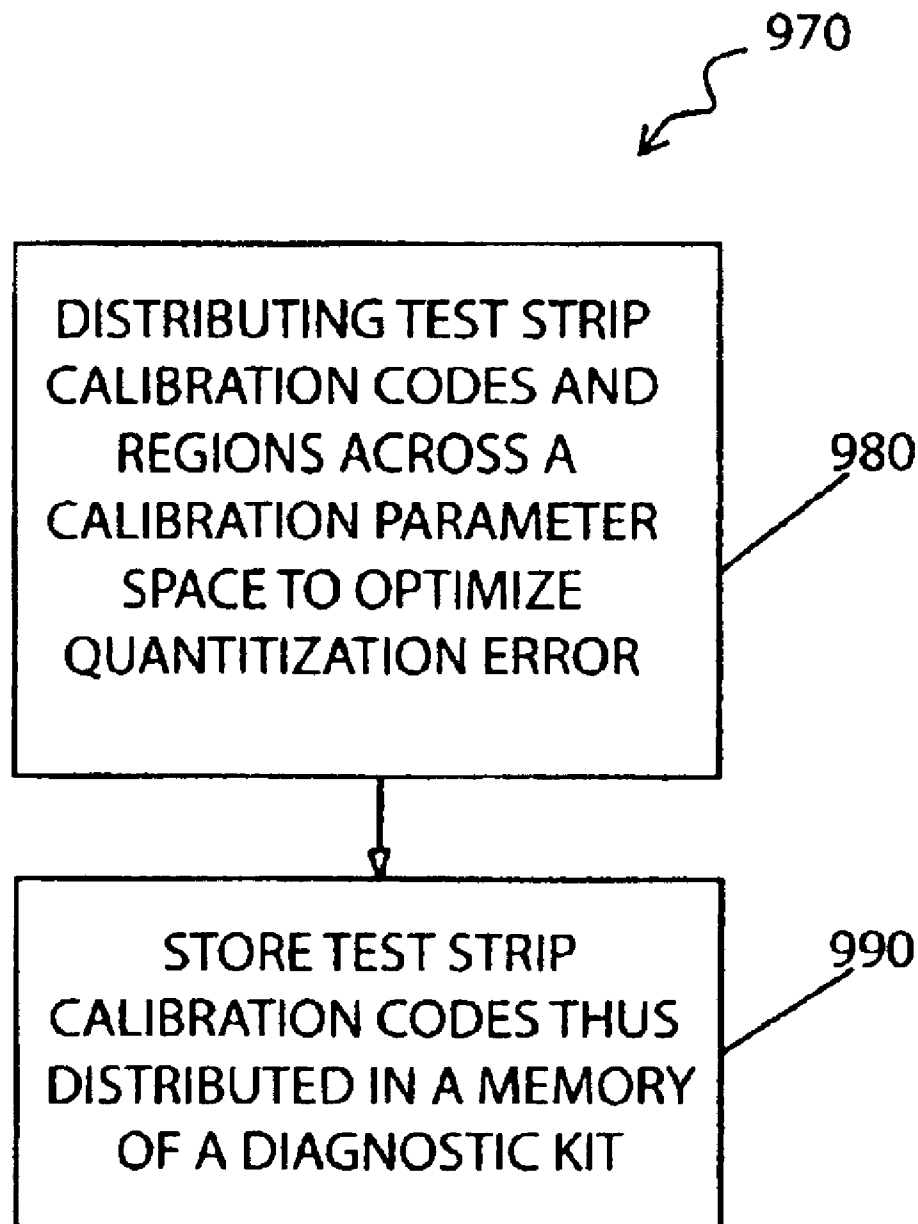 970
DISTRIBUTING TEST STRIP
CALIBRATION CODES AND
REGIONS ACROSS A
CALIBRATION PARAMETER
SPACE TO OPTIMIZE
QUANTITIZATION ERROR
980
STORE TEST STRIP
CALIBRATION CODES THUS
DISTRIBUTED IN A MEMORY
OF A DIAGNOSTIC KIT
990